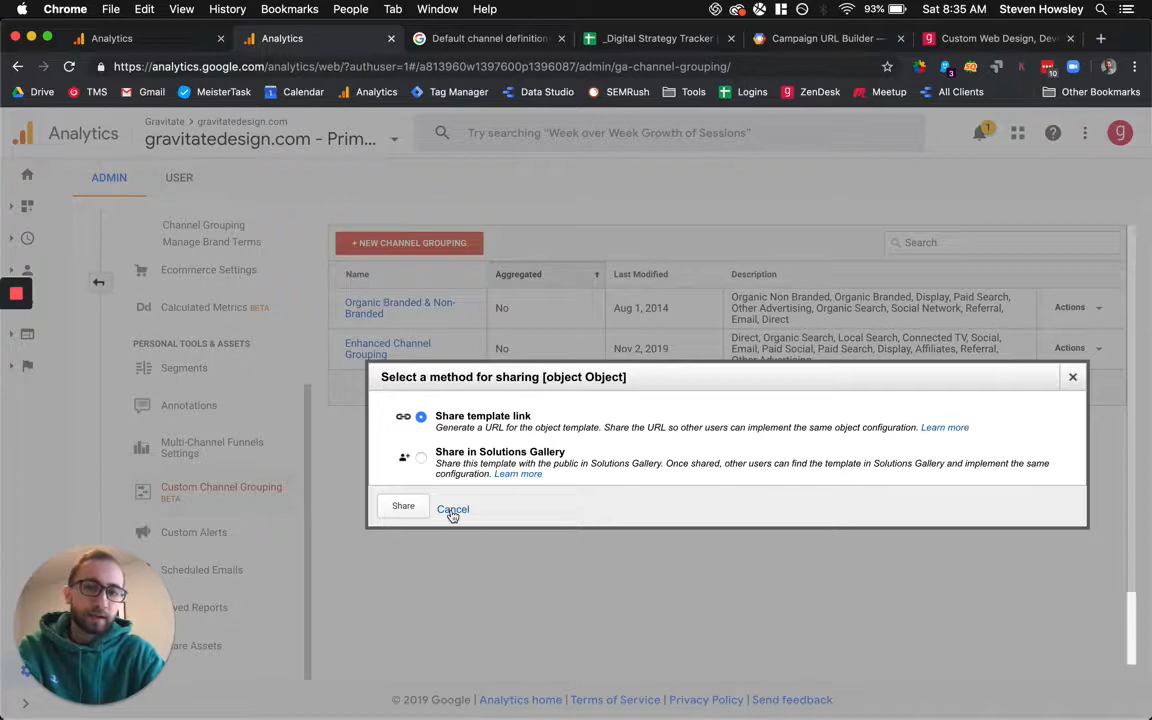 Chrome File Edit View History Bookmarks People Tab Window Help 93% Sat 8:35 AM Steven Howsley
Analytics Analytics Default channel definition _Digital Strategy Tracker Campaign URL Builder — Custom Web Design, Dev
https://analytics.google.com/analytics/web/?authuser=1#/a813960w1397600p1396087/admin/ga-channel-grouping/
3 10
Drive TMS Gmail MeisterTask Calendar Analytics Tag Manager Data Studio SEMRush Tools Logins ZenDesk Meetup All Clients Other Bookmarks
Analytics
Gravitate > gravitatedesign.com
gravitatedesign.com - Prim...
Try searching "Week over Week Growth of Sessions"
1
g
ADMIN USER
Channel Grouping
Manage Brand Terms
Ecommerce Settings
Dd Calculated Metrics BETA
PERSONAL TOOLS & ASSETS
Segments
Annotations
Multi-Channel Funnels
Settings
Custom Channel Grouping
BETA
Custom Alerts
Scheduled Emails
ved Reports
are Assets
+ NEW CHANNEL GROUPING
Search
Name Aggregated Last Modified Description
Organic Branded & Non-
Branded
No
Aug 1, 2014
Organic Non Branded, Organic Branded, Display, Paid Search,
Other Advertising, Organic Search, Social Network, Referral,
Email, Direct
Actions
Enhanced Channel
Grouping
No
Nov 2, 2019
Direct, Organic Search, Local Search, Connected TV, Social,
Email, Paid Social, Paid Search, Display, Affiliates, Referral,
Other Advertising
Actions
Select a method for sharing [object Object]
Share template link
Generate a URL for the object template. Share the URL so other users can implement the same object configuration. Learn more
Share in Solutions Gallery
Share this template with the public in Solutions Gallery. Once shared, other users can find the template in Solutions Gallery and implement the same
configuration. Learn more
Share Cancel
© 2019 Google | Analytics home | Terms of Service | Privacy Policy | Send feedback